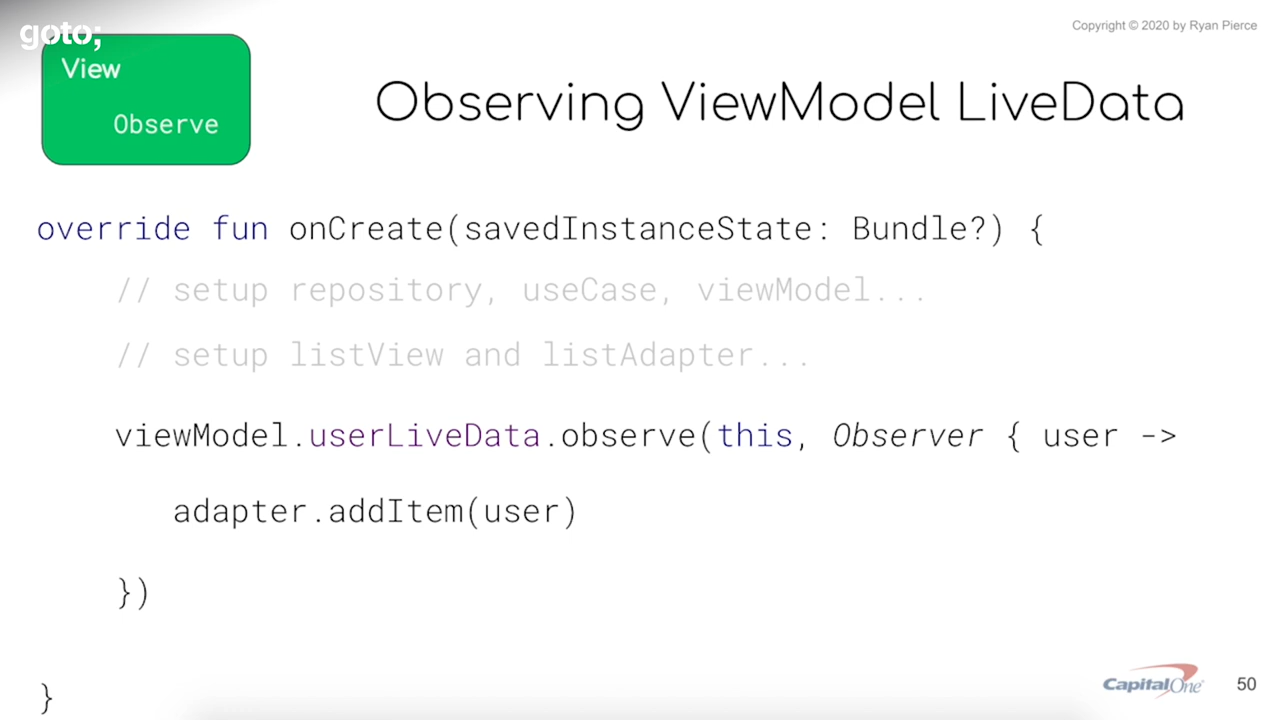 goto;
Copyright © 2020 by Ryan Pierce
View
Observe
Observing ViewModel LiveData
override fun onCreate(savedInstanceState: Bundle?) {
// setup repository, useCase, viewModel...
// setup listView and listAdapter...
viewModel.userLiveData.observe(this, Observer { user ->
adapter.addItem(user)
})
}
CapitalOne
50